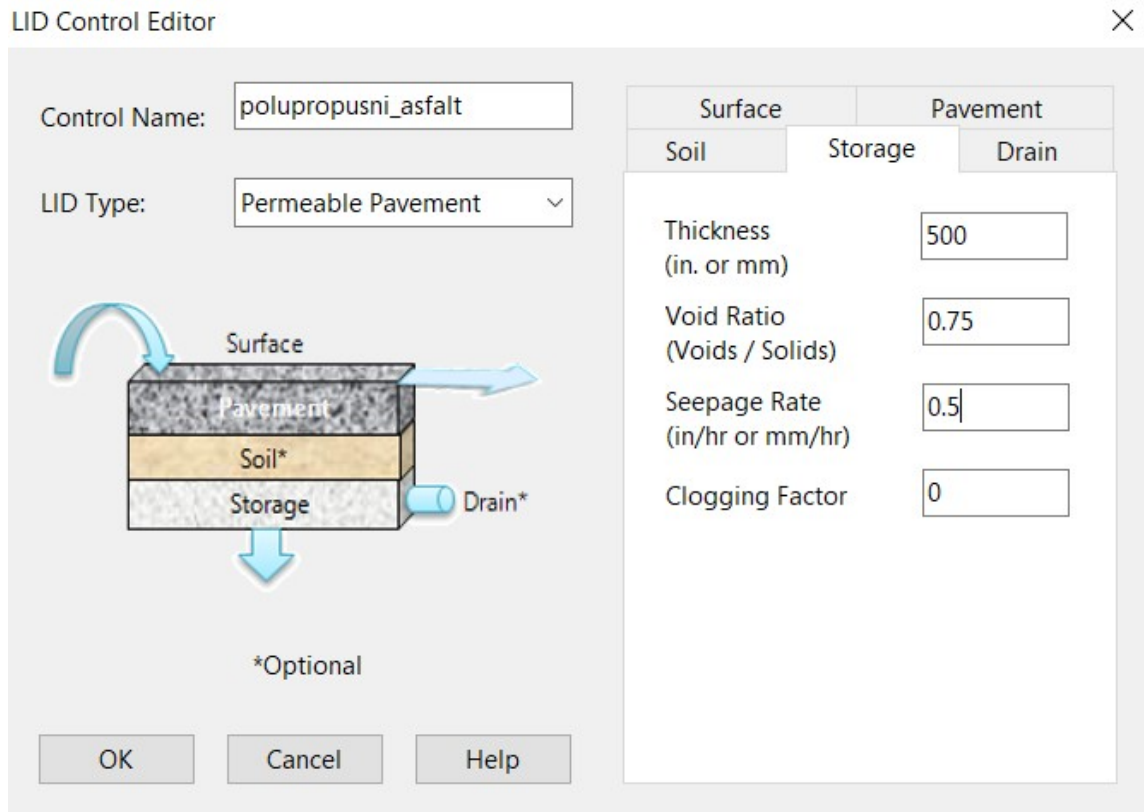 LID Control Editor
Control Name:
polupropusni_asfalt
LID Type:
Permeable Pavement
Surface
Pavement
Soil*
Storage
Drain*
*Optional
OK
Cancel
Help
Surface
Pavement
Soil
Storage
Drain
Thickness
(in. or mm)
500
Void Ratio
(Voids / Solids)
0.75
Seepage Rate
(in/hr or mm/hr)
0.5
Clogging Factor
0